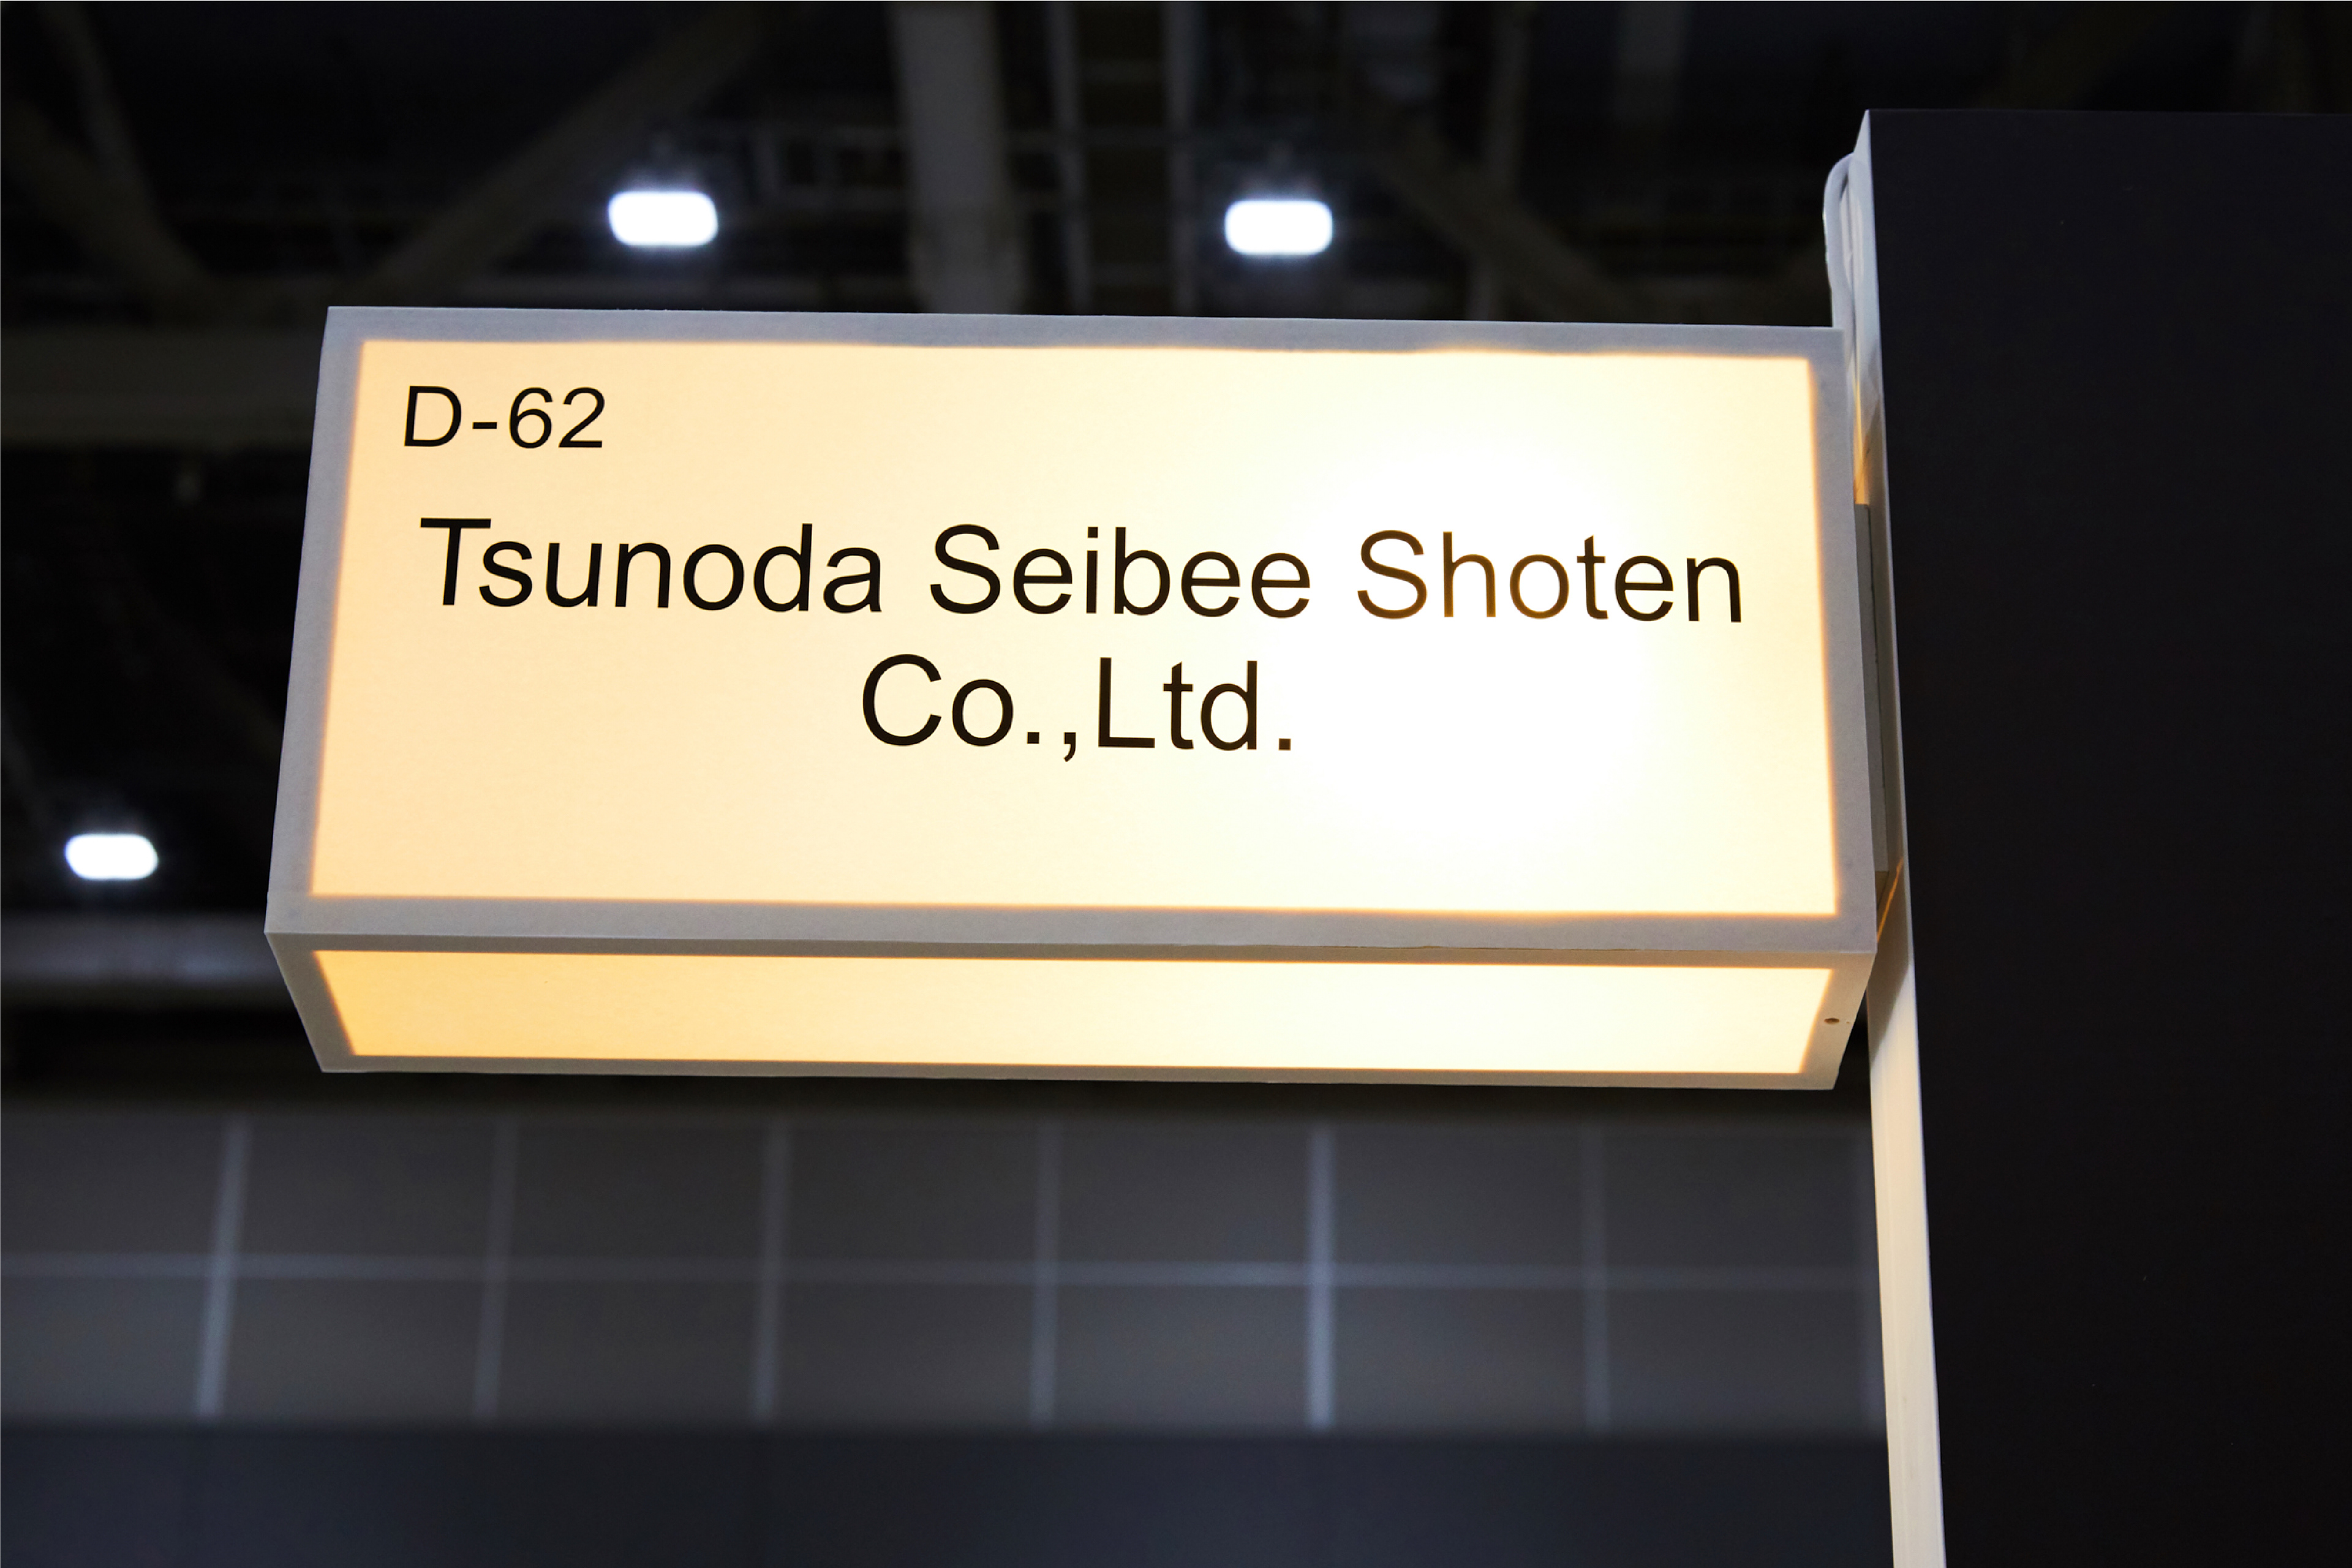 D-62
Tsunoda Seibee Shoten
Co.,Ltd.